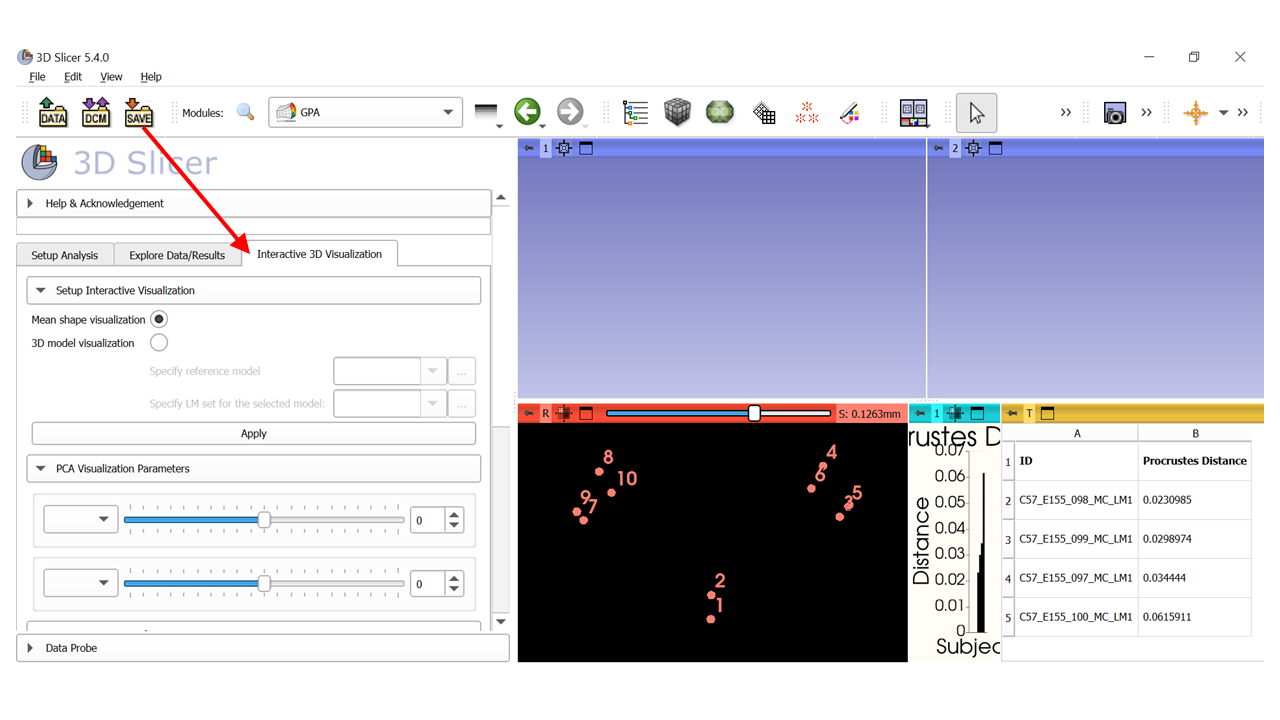 3D Slicer 5.4.0
File Edit View Help
DATA DCM SAVE Modules: GPA
3D Slicer
Help & Acknowledgement
Setup Analysis Explore Data/Results Interactive 3D Visualization
Setup Interactive Visualization
Mean shape visualization
3D model visualization
Specify reference model ...
Specify LM set for the selected model: ...
Apply
PCA Visualization Parameters
0
0
Data Probe
1
2
R S: 0.1263mm
8
10
9
7
4
6
5
3
2
1
1
rustes D
0.07
0.06
0.05
0.04
0.03
0.02
0.01
0
Distance
Subjec
T
A B
1 ID Procrustes Distance
2 C57_E155_098_MC_LM1 0.0230985
3 C57_E155_099_MC_LM1 0.0298974
4 C57_E155_097_MC_LM1 0.034444
5 C57_E155_100_MC_LM1 0.0615911